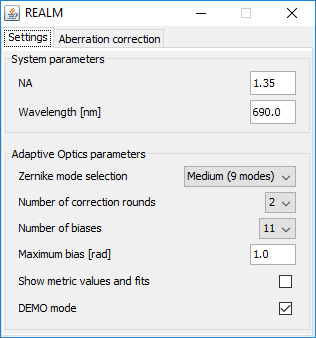 REALM
Settings Aberration correction
System parameters
NA 1.35
Wavelength [nm] 690.0
Adaptive Optics parameters
Zernike mode selection Medium (9 modes)
Number of correction rounds 2
Number of biases 11
Maximum bias [rad] 1.0
Show metric values and fits
DEMO mode